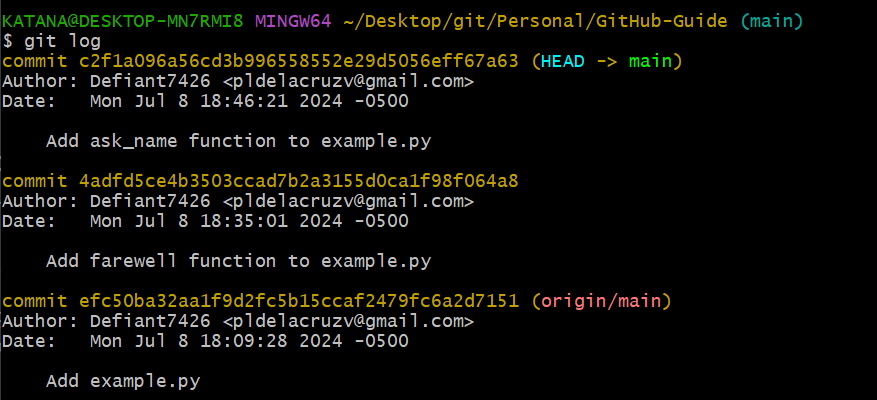 KATANA@DESKTOP-MN7RMI8 MINGW64 ~/Desktop/git/Personal/GitHub-Guide (main)
$ git log
commit c2f1a096a56cd3b996558552e29d5056eff67a63 (HEAD -> main)
Author: Defiant7426 <pldelacruzv@gmail.com>
Date:   Mon Jul 8 18:46:21 2024 -0500
    Add ask_name function to example.py
commit 4adfd5ce4b3503ccad7b2a3155d0ca1f98f064a8
Author: Defiant7426 <pldelacruzv@gmail.com>
Date:   Mon Jul 8 18:35:01 2024 -0500
    Add farewell function to example.py
commit efc50ba32aa1f9d2fc5b15ccaf2479fc6a2d7151 (origin/main)
Author: Defiant7426 <pldelacruzv@gmail.com>
Date:   Mon Jul 8 18:09:28 2024 -0500
    Add example.py